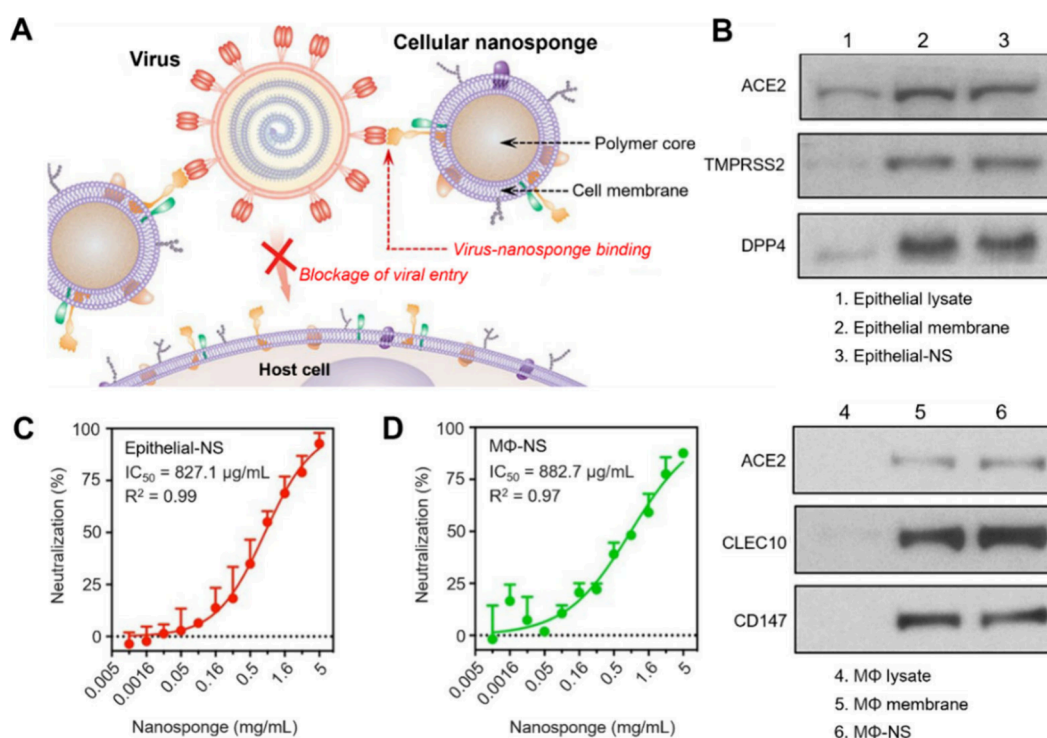 A
Virus
Cellular nanosponge
Polymer core
Cell membrane
Virus-nanosponge binding
Blockage of viral entry
Host cell
B
1 2 3
ACE2
TMPRSS2
DPP4
1. Epithelial lysate
2. Epithelial membrane
3. Epithelial-NS
4 5 6
ACE2
CLEC10
CD147
4. MΦ lysate
5. MΦ membrane
6. MΦ-NS
C
Epithelial-NS
IC50 = 827.1 µg/mL
R2 = 0.99
Neutralization (%)
100
75
50
25
0
0.005 0.0016 0.05 0.16 0.5 1.6 5
Nanosponge (mg/mL)
D
MΦ-NS
IC50 = 882.7 µg/mL
R2 = 0.97
Neutralization (%)
100
75
50
25
0
0.005 0.0016 0.05 0.16 0.5 1.6 5
Nanosponge (mg/mL)